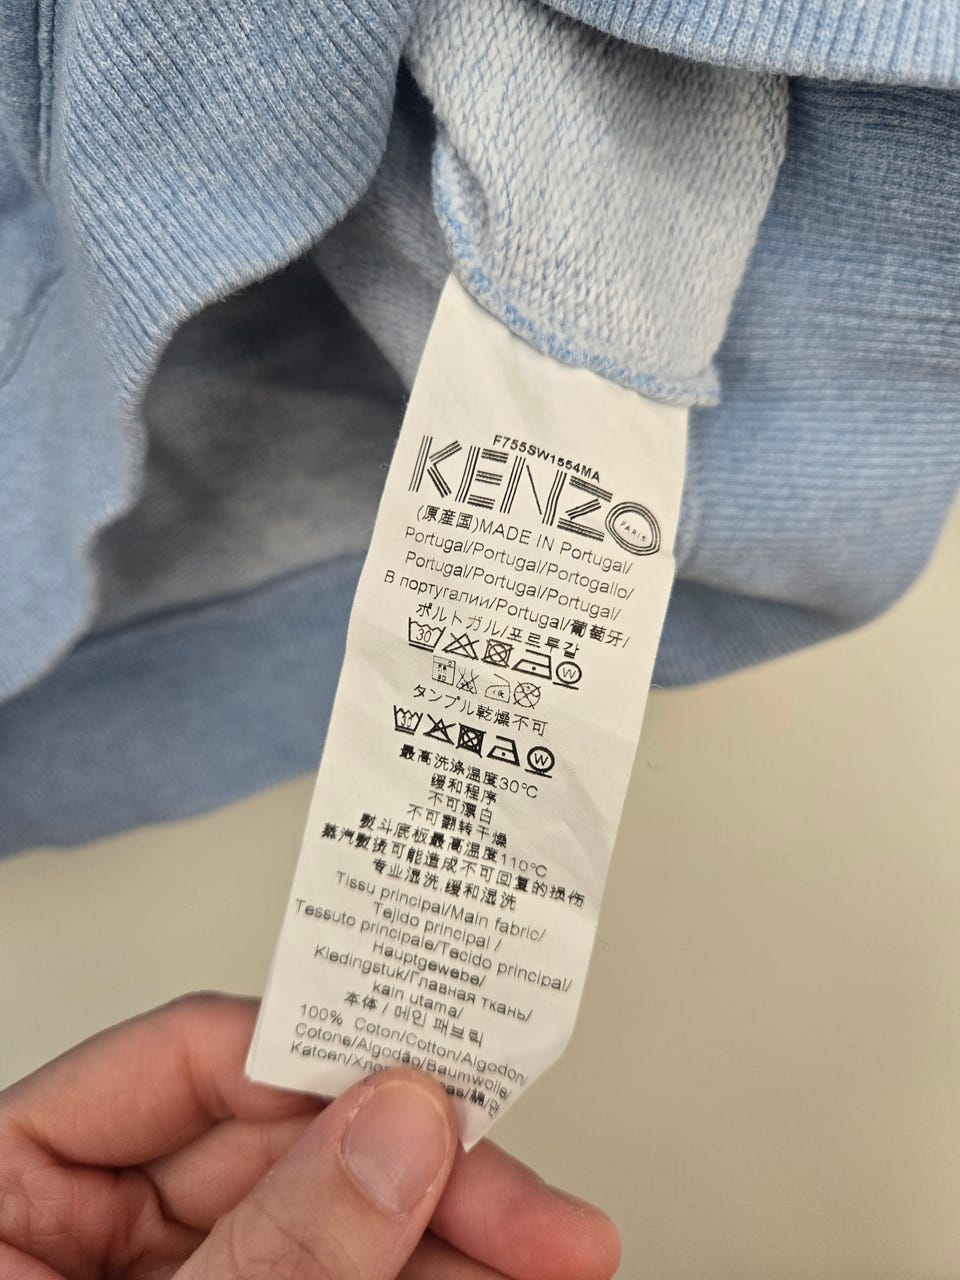 F755SW1554MA
KENZO
PARIS
(原産国)MADE IN Portugal/
Portugal/Portugal/Portogallo/
Portugal/Portugal/Portugal/
В португалии/Portugal/葡萄牙/
ポルトガル/포르투갈
30 W
タンブル乾燥不可
30 W
最高洗涤温度30°C
缓和程序
不可漂白
不可翻转干燥
熨斗底板最高温度110°C
蒸汽熨烫可能造成不可回复的损伤
专业湿洗,缓和湿洗
Tissu principal/Main fabric/
Tejido principal /
Tessuto principale/Tecido principal/
Hauptgewebe/
Kledingstuk/Главная ткань/
kain utama/
本体 / 메인 패브릭
100% Coton/Cotton/Algodon/
Cotone/Algodão/Baumwolle/
Katoen/